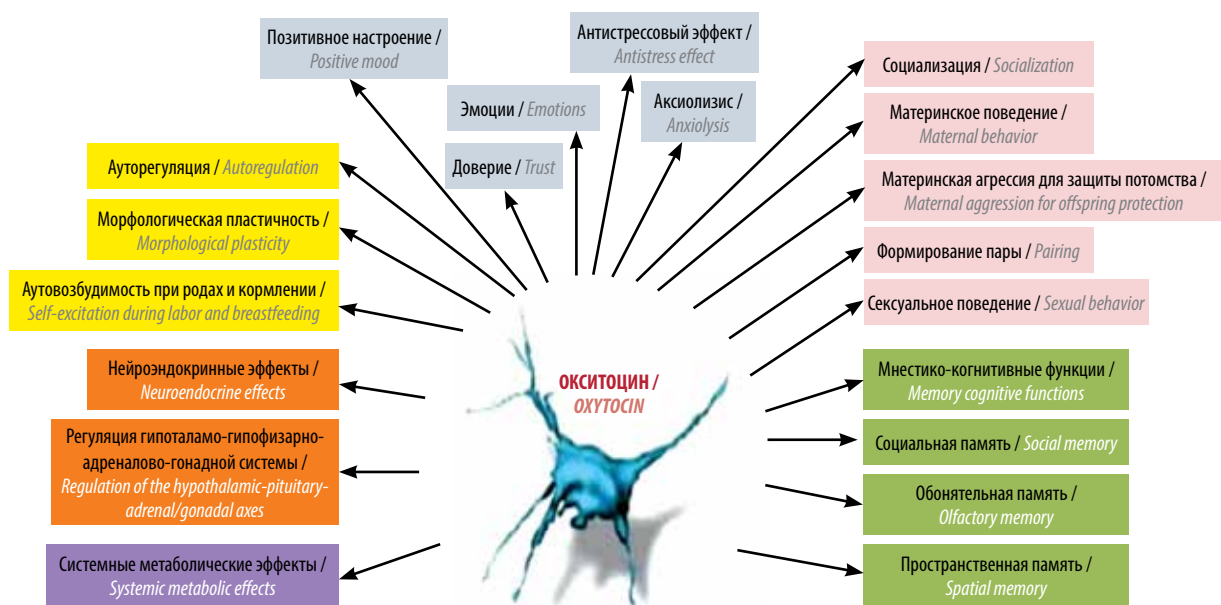 Позитивное настроение /
Positive mood
Антистрессовый эффект /
Antistress effect
Эмоции / Emotions
Аксиолизис /
Anxiolysis
Доверие / Trust
Социализация / Socialization
Материнское поведение /
Maternal behavior
Материнская агрессия для защиты потомства /
Maternal aggression for offspring protection
Формирование пары / Pairing
Сексуальное поведение / Sexual behavior
Ауторегуляция / Autoregulation
Морфологическая пластичность /
Morphological plasticity
Аутовозбудимость при родах и кормлении /
Self-excitation during labor and breastfeeding
Нейроэндокринные эффекты /
Neuroendocrine effects
Регуляция гипоталамо-гипофизарно-
адреналово-гонадной системы /
Regulation of the hypothalamic-pituitary-
adrenal/gonadal axes
Системные метаболические эффекты /
Systemic metabolic effects
ОКСИТОЦИН /
OXYTOCIN
Мнестико-когнитивные функции /
Memory cognitive functions
Социальная память / Social memory
Обонятельная память /
Olfactory memory
Пространственная память /
Spatial memory